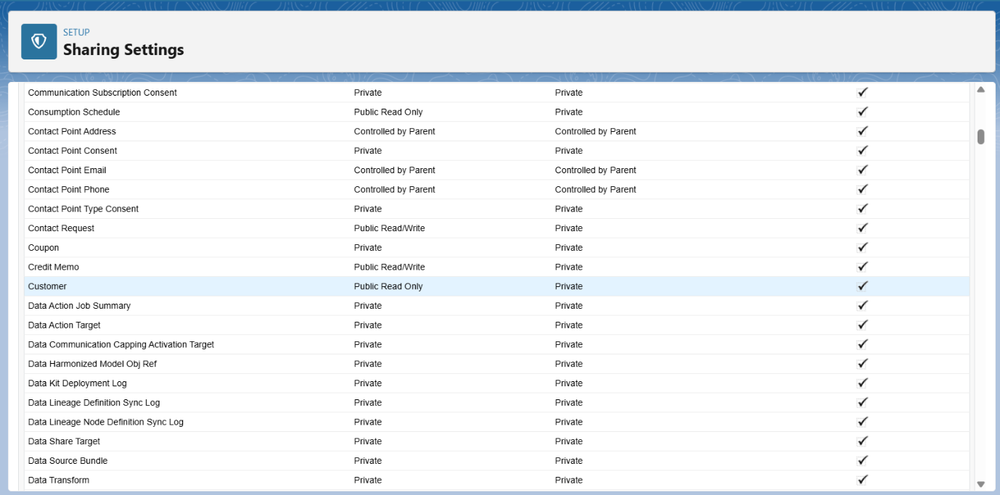 SETUP
Sharing Settings
Communication Subscription Consent Private Private
Consumption Schedule Public Read Only Private
Contact Point Address Controlled by Parent Controlled by Parent
Contact Point Consent Private Private
Contact Point Email Controlled by Parent Controlled by Parent
Contact Point Phone Controlled by Parent Controlled by Parent
Contact Point Type Consent Private Private
Contact Request Public Read/Write Private
Coupon Private Private
Credit Memo Public Read/Write Private
Customer Public Read Only Private
Data Action Job Summary Private Private
Data Action Target Private Private
Data Communication Capping Activation Target Private Private
Data Harmonized Model Obj Ref Private Private
Data Kit Deployment Log Private Private
Data Lineage Definition Sync Log Private Private
Data Lineage Node Definition Sync Log Private Private
Data Share Target Private Private
Data Source Bundle Private Private
Data Transform Private Private